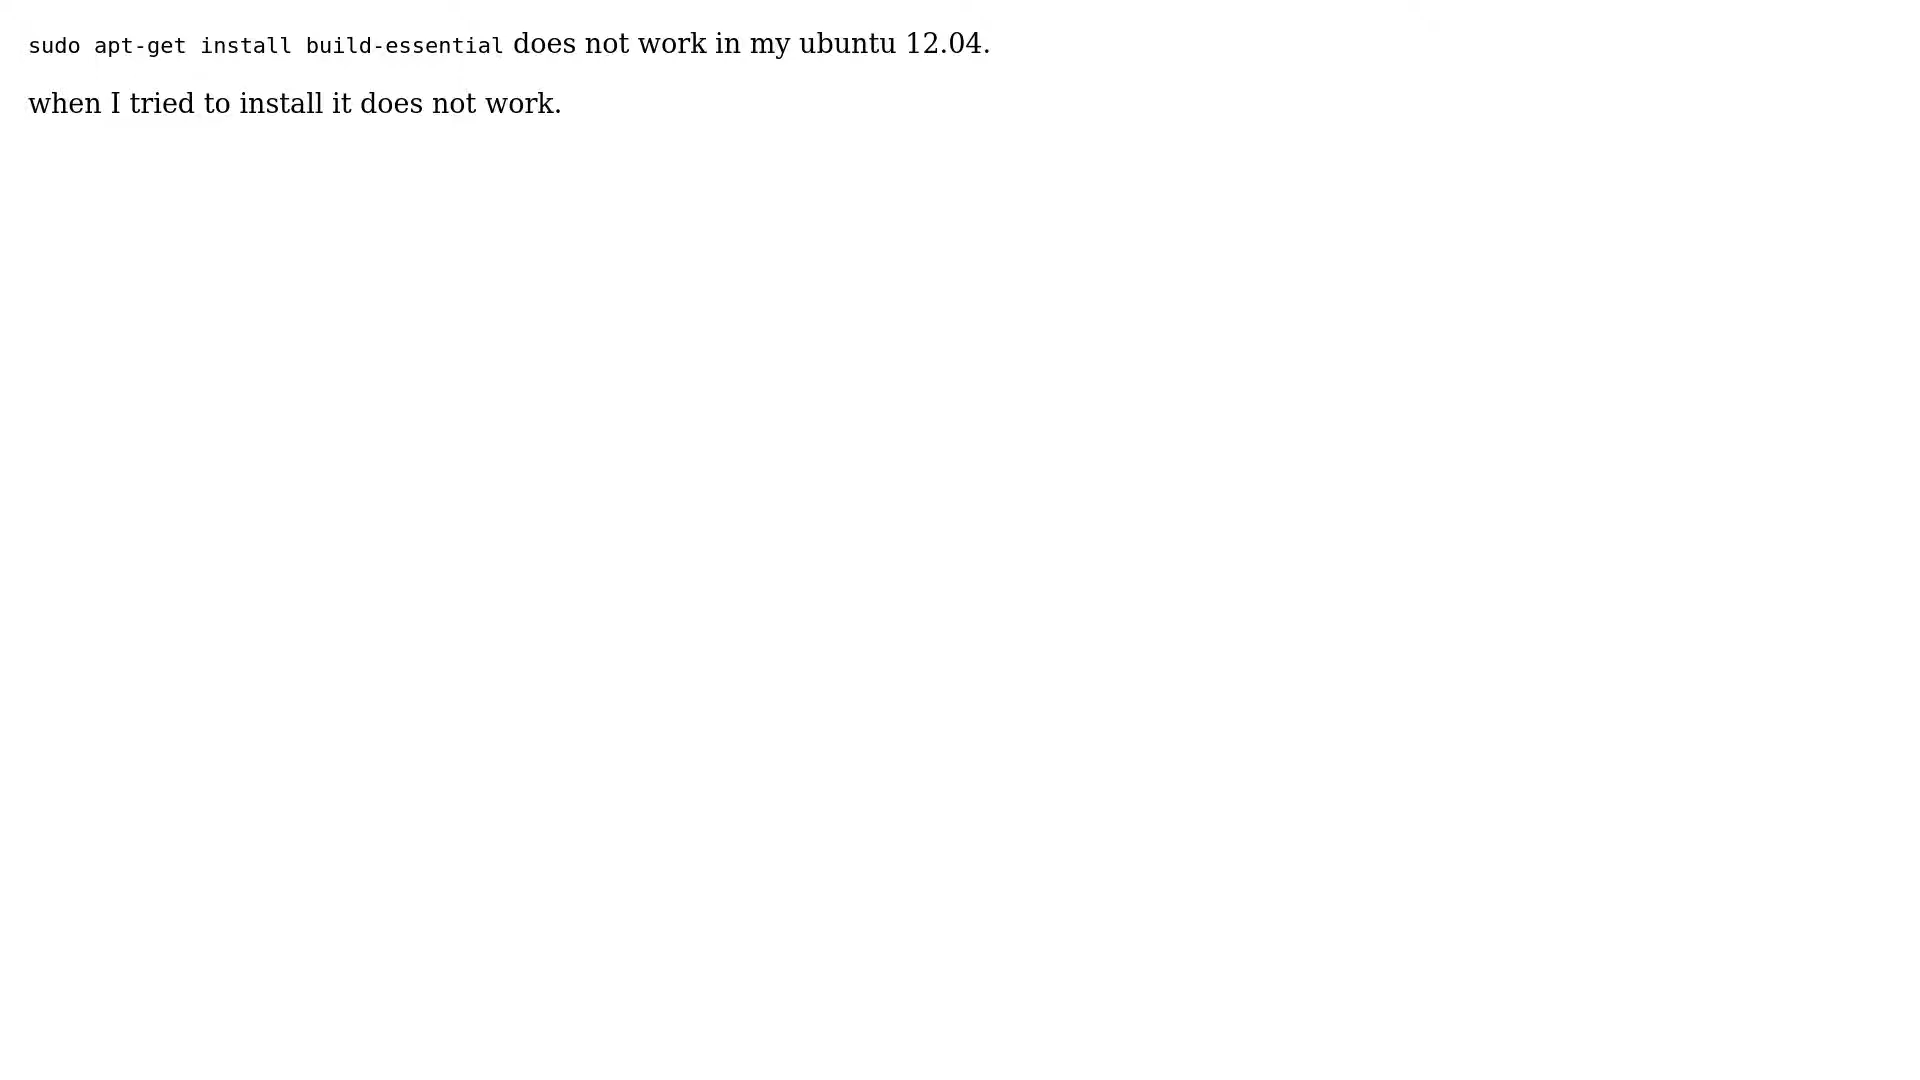 sudo apt-get install build-essential does not work in my ubuntu 12.04.
when I tried to install it does not work.